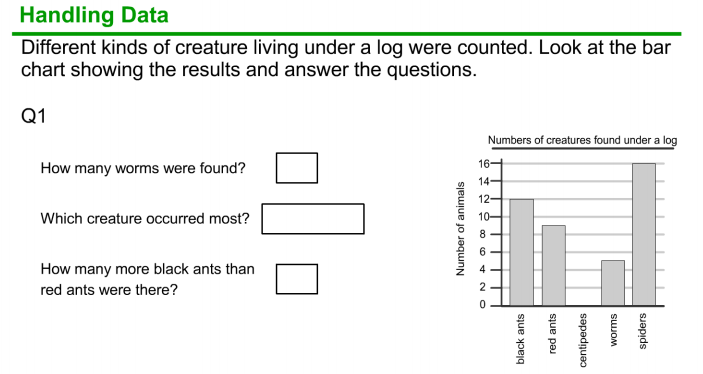 Handling Data
Different kinds of creature living under a log were counted. Look at the bar
chart showing the results and answer the questions.
Q1
How many worms were found?
Which creature occurred most?
How many more black ants than
red ants were there?
Numbers of creatures found under a log
Number of animals
16
14
12
10
8
6
4
2
0
black ants
red ants
centipedes
worms
spiders